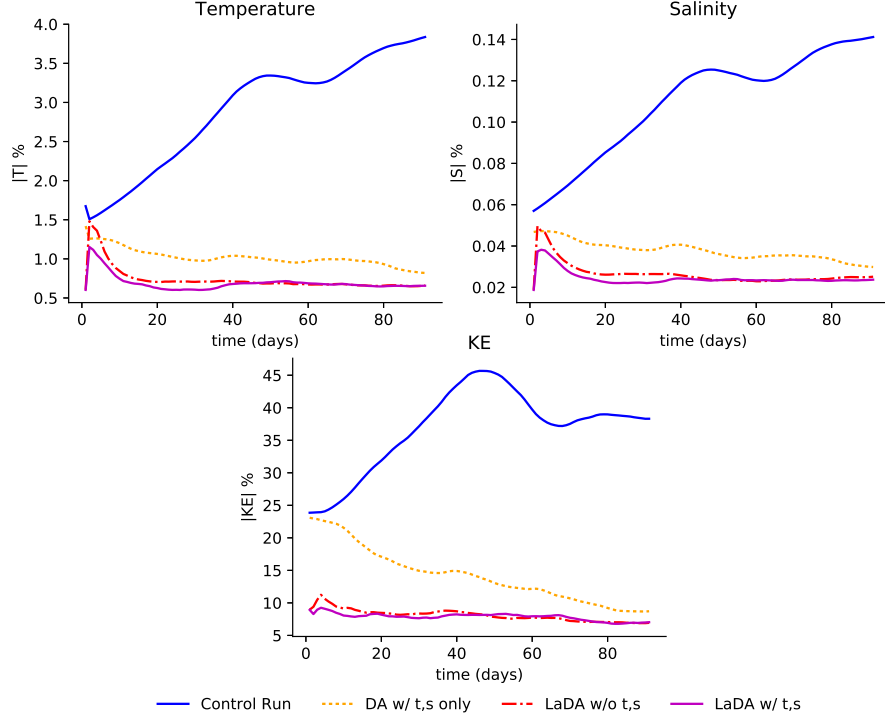 Temperature
Salinity
4.0
3.5
3.0
2.5
2.0
1.5
1.0
0.5
|T| %
0 20 40 60 80
time (days)
0.14
0.12
0.10
0.08
0.06
0.04
0.02
|S| %
0 20 40 60 80
time (days)
KE
45
40
35
30
25
20
15
10
5
|KE| %
0 20 40 60 80
time (days)
Control Run DA w/ t,s only LaDA w/o t,s LaDA w/ t,s